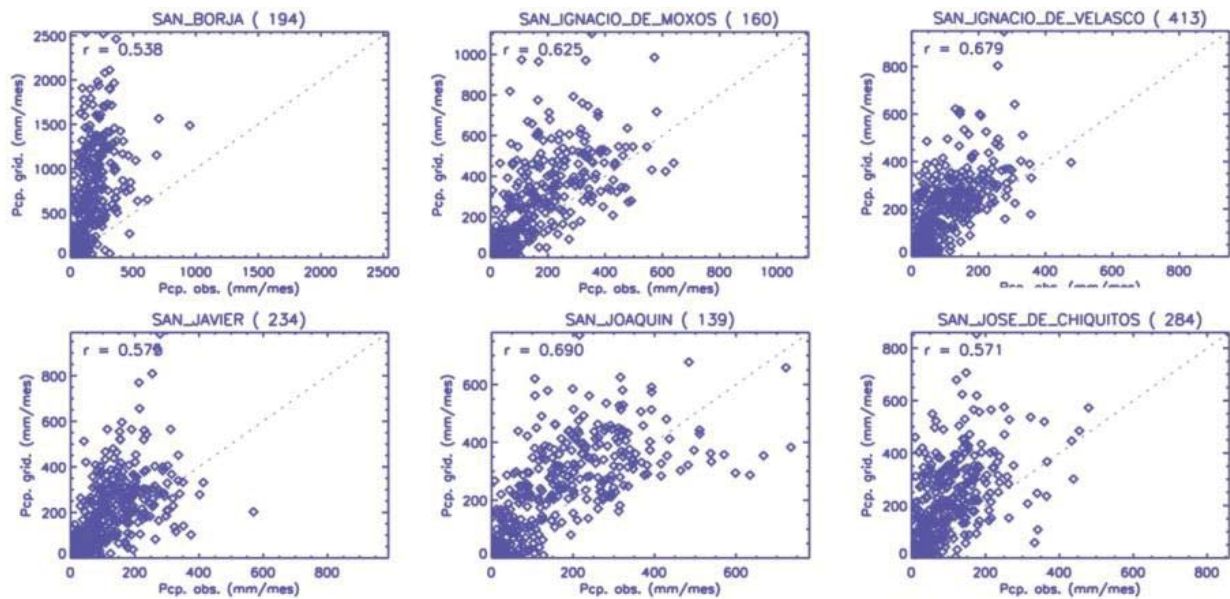 SAN_BORJA ( 194)
r = 0.538
Pcp. grid. (mm/mes)
2500
2000
1500
1000
500
0
0 500 1000 1500 2000 2500
Pcp. obs. (mm/mes)
SAN_IGNACIO_DE_MOXOS ( 160)
r = 0.625
Pcp. grid. (mm/mes)
1000
800
600
400
200
0
0 200 400 600 800 1000
Pcp. obs. (mm/mes)
SAN_IGNACIO_DE_VELASCO ( 413)
r = 0.679
Pcp. grid. (mm/mes)
800
600
400
200
0
0 200 400 600 800
Pcp. obs. (mm/mes)
SAN_JAVIER ( 234)
r = 0.579
Pcp. grid. (mm/mes)
800
600
400
200
0
0 200 400 600 800
Pcp. obs. (mm/mes)
SAN_JOAQUIN ( 139)
r = 0.690
Pcp. grid. (mm/mes)
600
400
200
0
0 200 400 600
Pcp. obs. (mm/mes)
SAN_JOSE_DE_CHIQUITOS ( 284)
r = 0.571
Pcp. grid. (mm/mes)
800
600
400
200
0
0 200 400 600 800
Pcp. obs. (mm/mes)